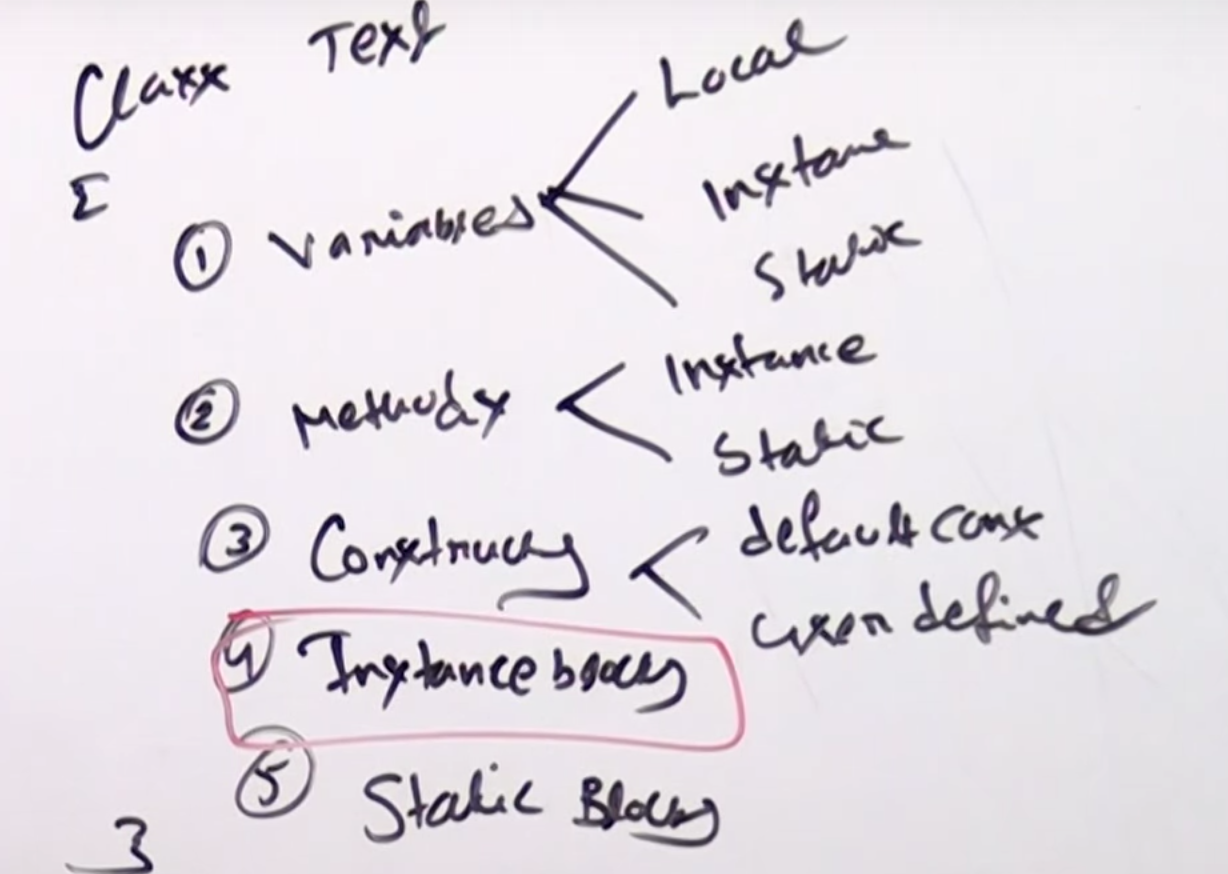 Class Test
{
① Variables Local
Instance
Static
② Methods Instance
Static
③ Constructors default cons
user defined
④ Instance blocks
⑤ Static Blocks
}